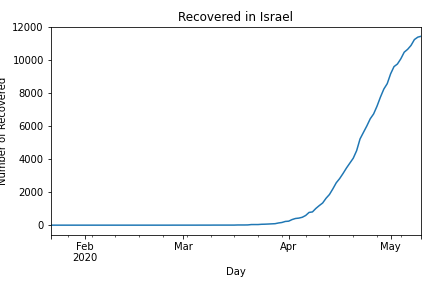 Recovered in Israel
12000
10000
8000
6000
4000
2000
0
Number of Recovered
Feb
2020
Mar
Apr
May
Day